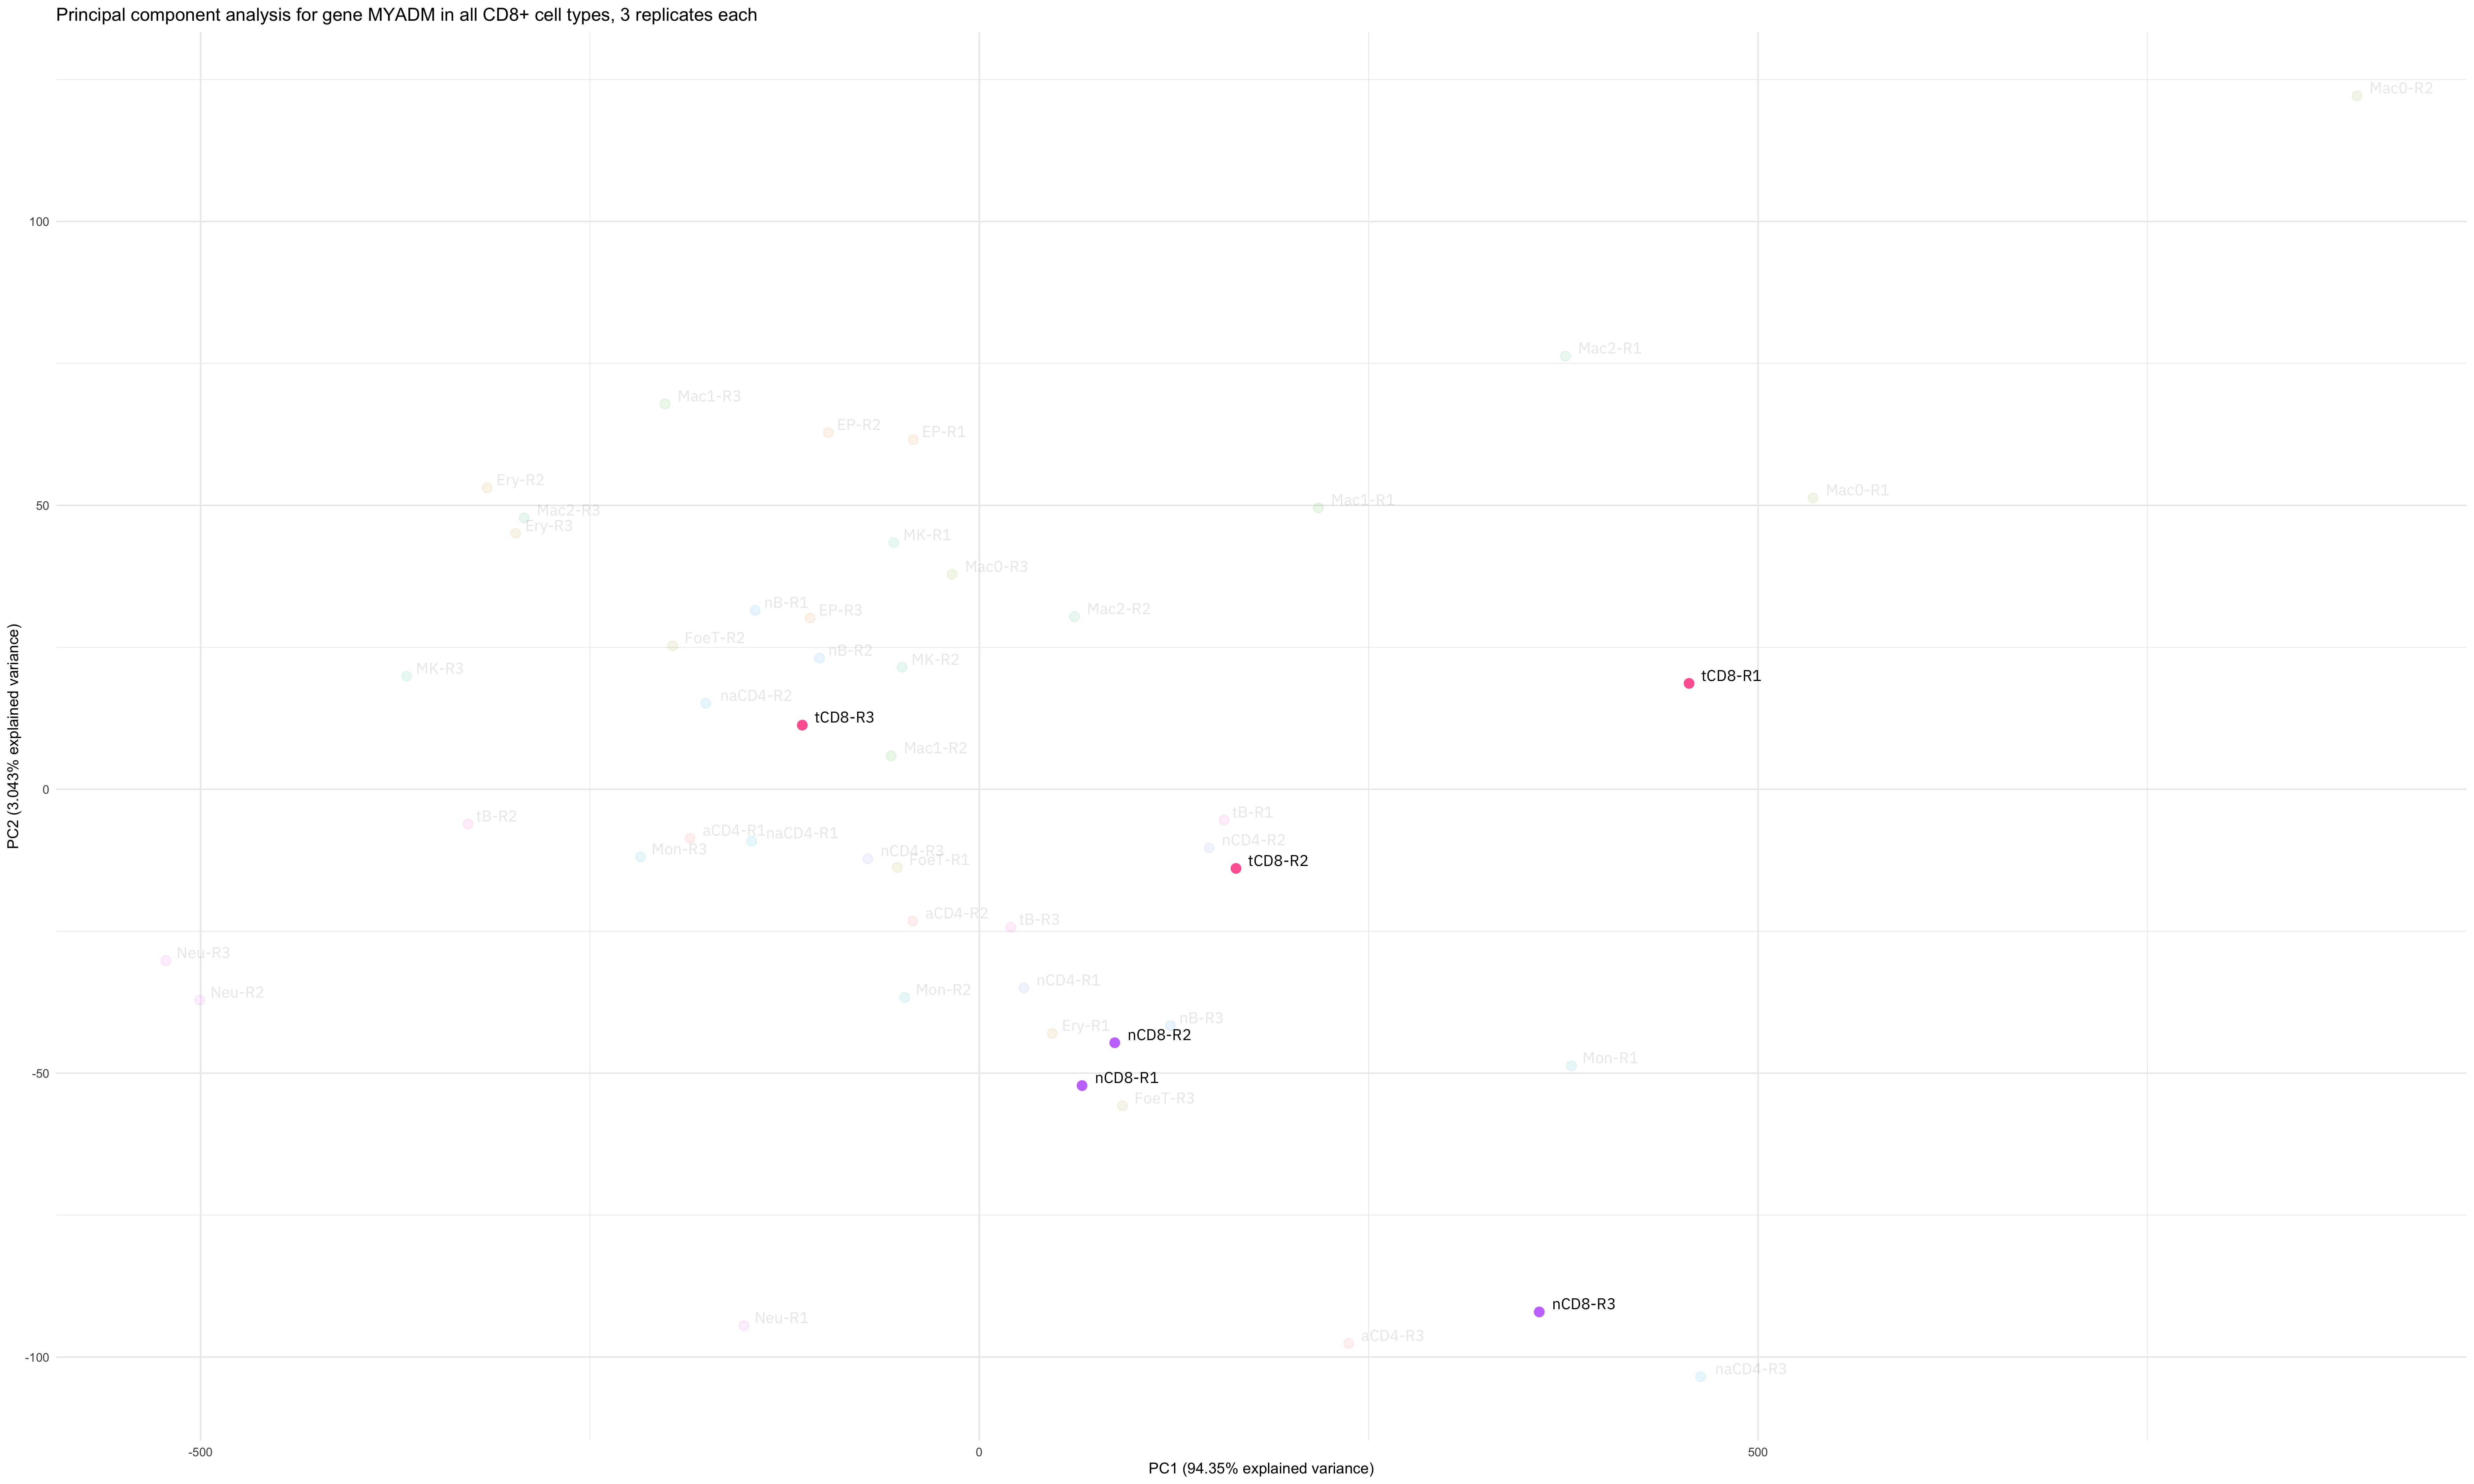 Principal component analysis for gene MYADM in all CD8+ cell types, 3 replicates each
Mac0-R2
100
Mac2-R1
Mac1-R3
EP-R2
EP-R1
Ery-R2
Mac0-R1
50
Mac1-R1
Mac2-R3
Ery-R3
MK-R1
Mac0-R3
nB-R1
EP-R3
Mac2-R2
FoeT-R2
nB-R2
MK-R2
MK-R3
tCD8-R1
naCD4-R2
tCD8-R3
Mac1-R2
0
tB-R2
tB-R1
aCD4-R1
naCD4-R1
nCD4-R2
Mon-R3
nCD4-R3
FoeT-R1
tCD8-R2
aCD4-R2
tB-R3
Neu-R3
nCD4-R1
Neu-R2
Mon-R2
nB-R3
Ery-R1
nCD8-R2
Mon-R1
-50
nCD8-R1
FoeT-R3
nCD8-R3
Neu-R1
aCD4-R3
-100
naCD4-R3
PC2 (3.043% explained variance)
-500
0
500
PC1 (94.35% explained variance)